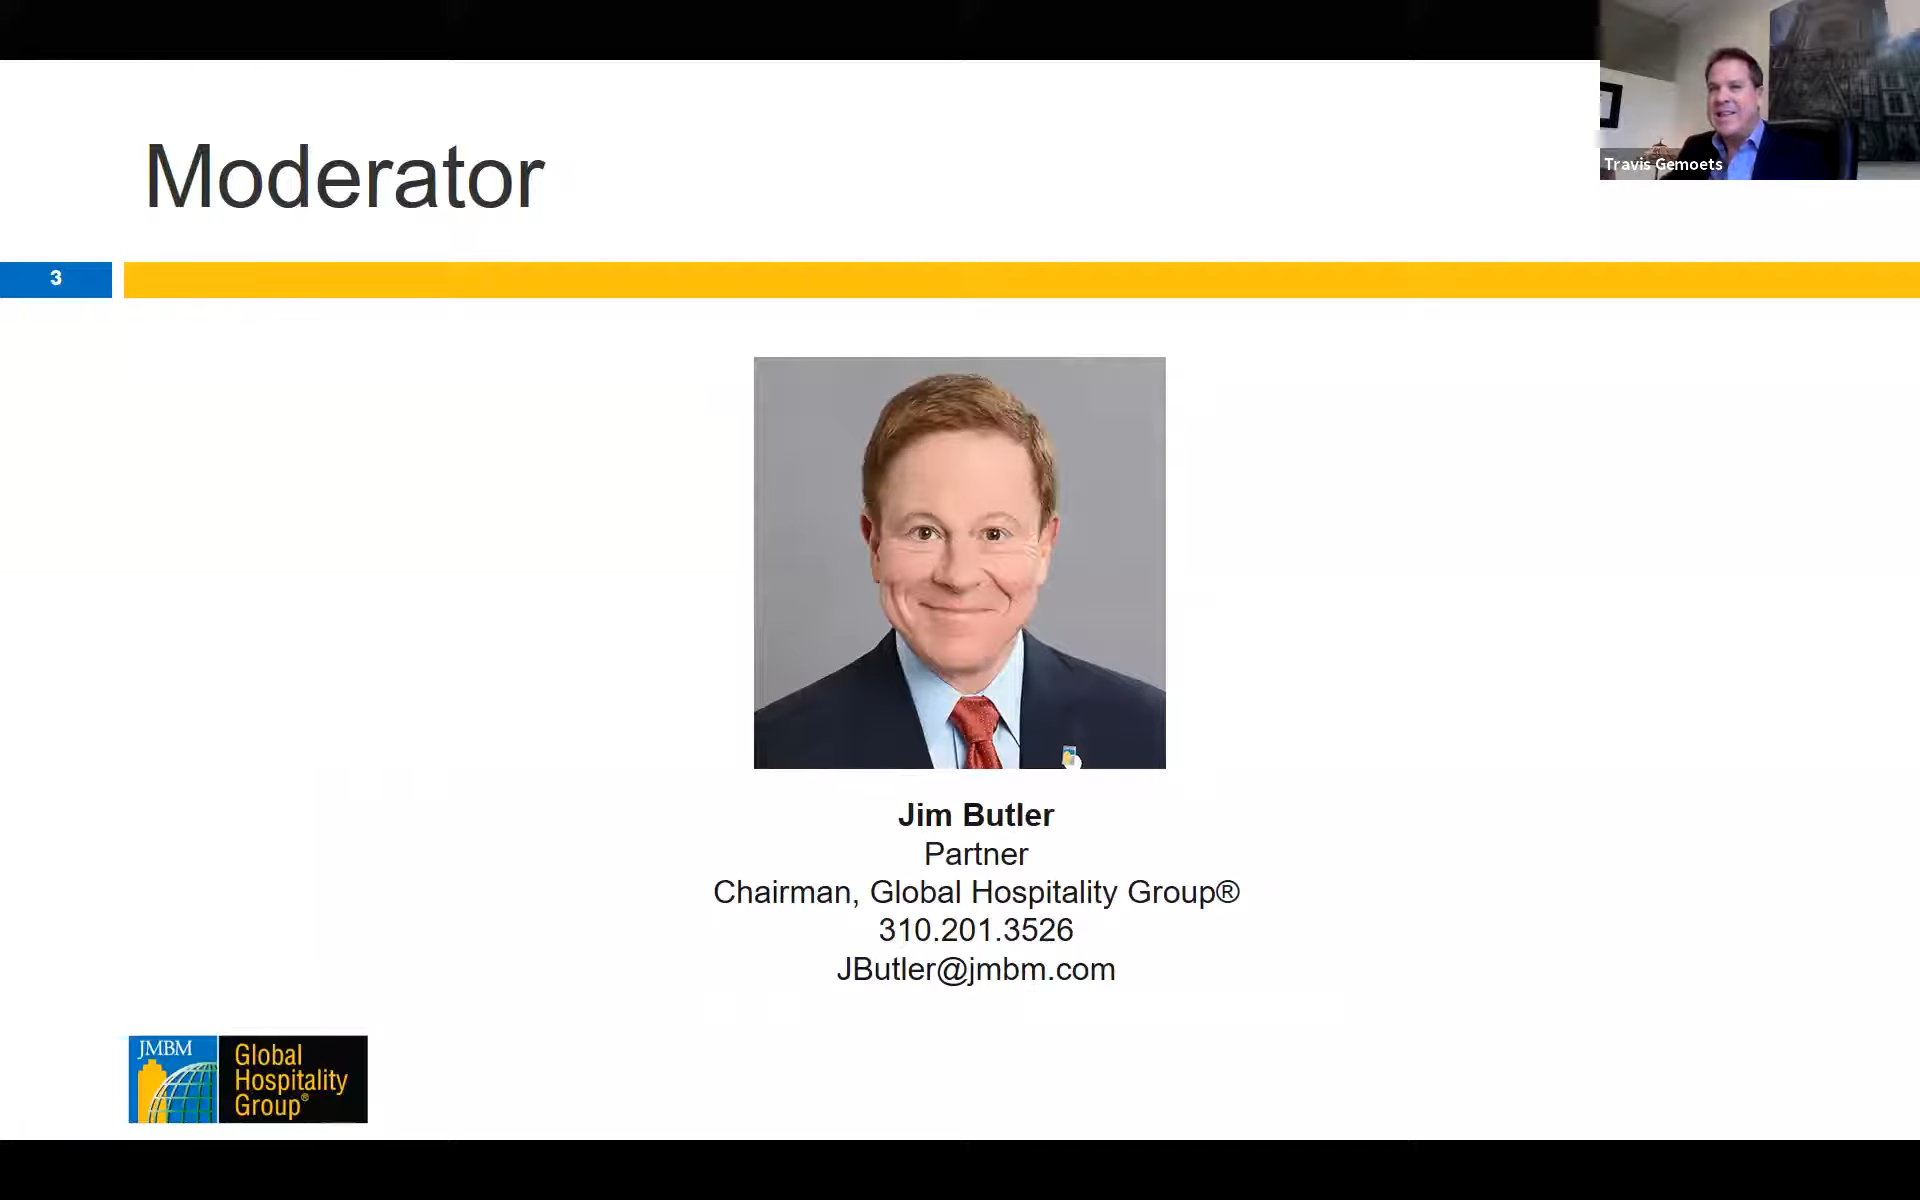 Moderator
Travis Gemoets
3
Jim Butler
Partner
Chairman, Global Hospitality Group®
310.201.3526
JButler@jmbm.com
JMBM
Global
Hospitality
Group®